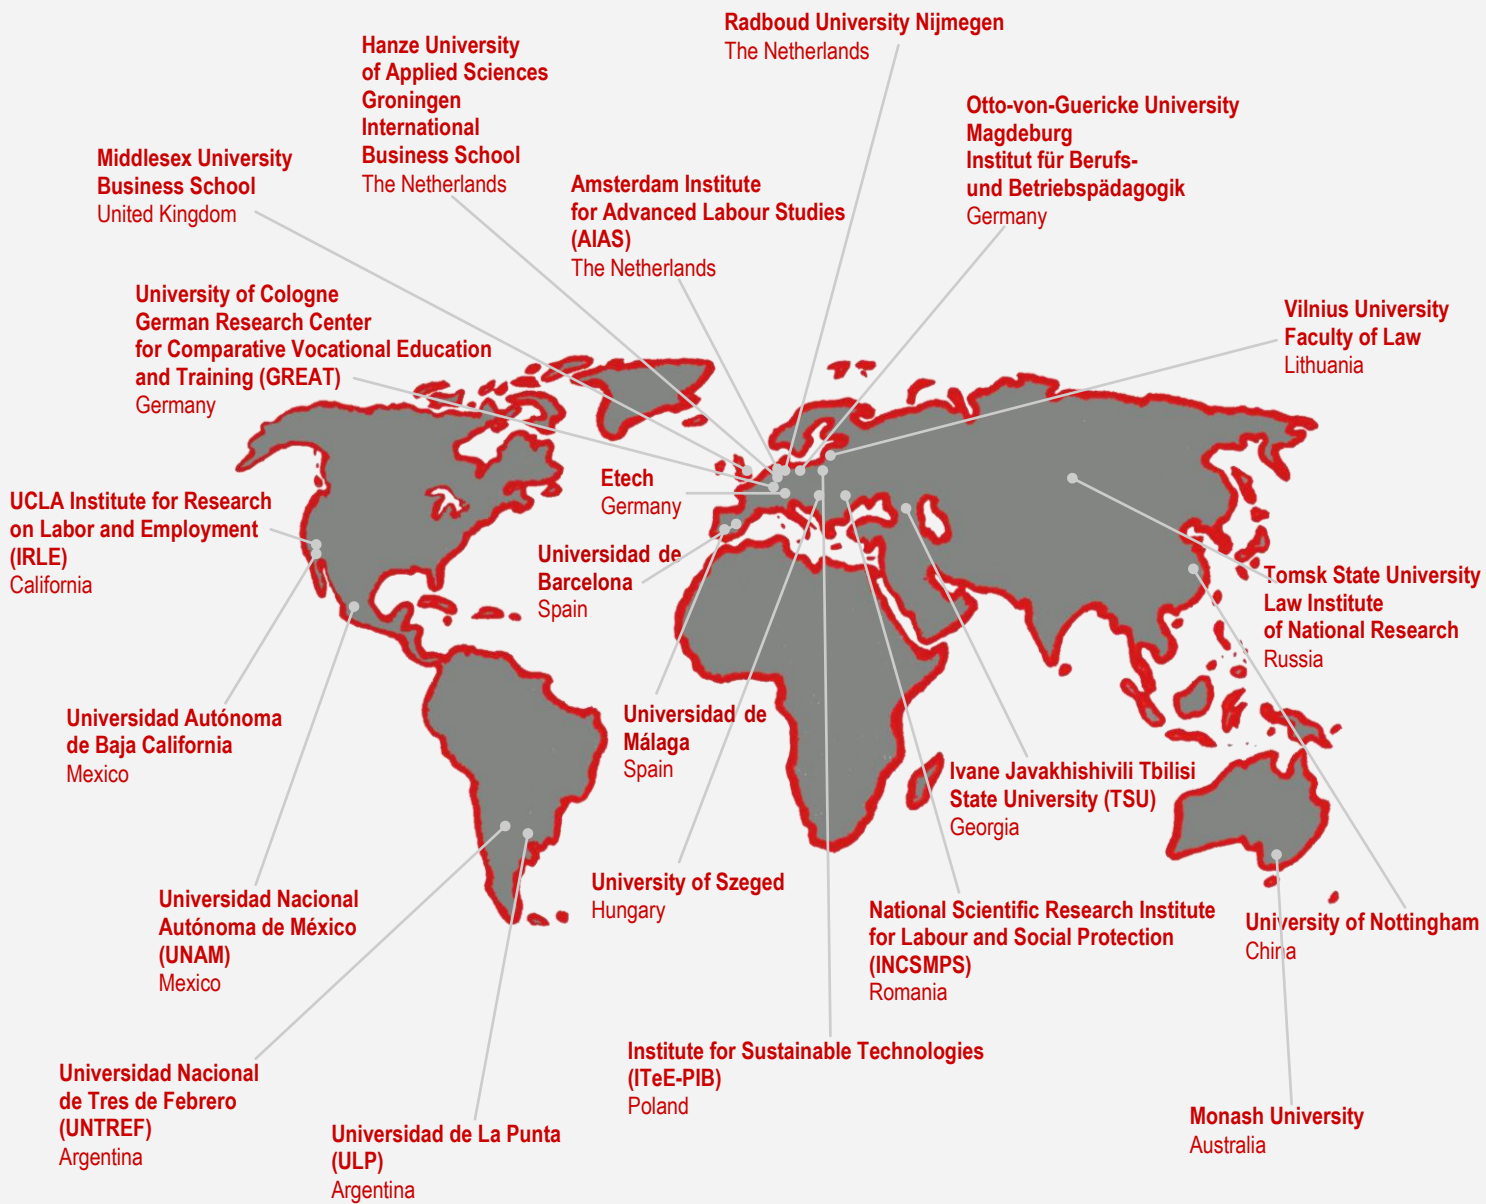 Radboud University Nijmegen
The Netherlands
Hanze University
of Applied Sciences
Groningen
International
Business School
The Netherlands
Otto-von-Guericke University
Magdeburg
Institut für Berufs-
und Betriebspädagogik
Germany
Middlesex University
Business School
United Kingdom
Amsterdam Institute
for Advanced Labour Studies
(AIAS)
The Netherlands
University of Cologne
German Research Center
for Comparative Vocational Education
and Training (GREAT)
Germany
Vilnius University
Faculty of Law
Lithuania
Etech
Germany
UCLA Institute for Research
on Labor and Employment
(IRLE)
California
Universidad de
Barcelona
Spain
Tomsk State University
Law Institute
of National Research
Russia
Universidad Autónoma
de Baja California
Mexico
Universidad de
Málaga
Spain
Ivane Javakhishivili Tbilisi
State University (TSU)
Georgia
University of Szeged
Hungary
Universidad Nacional
Autónoma de México
(UNAM)
Mexico
National Scientific Research Institute
for Labour and Social Protection
(INCSMPS)
Romania
University of Nottingham
China
Institute for Sustainable Technologies
(ITeE-PIB)
Poland
Universidad Nacional
de Tres de Febrero
(UNTREF)
Argentina
Universidad de La Punta
(ULP)
Argentina
Monash University
Australia